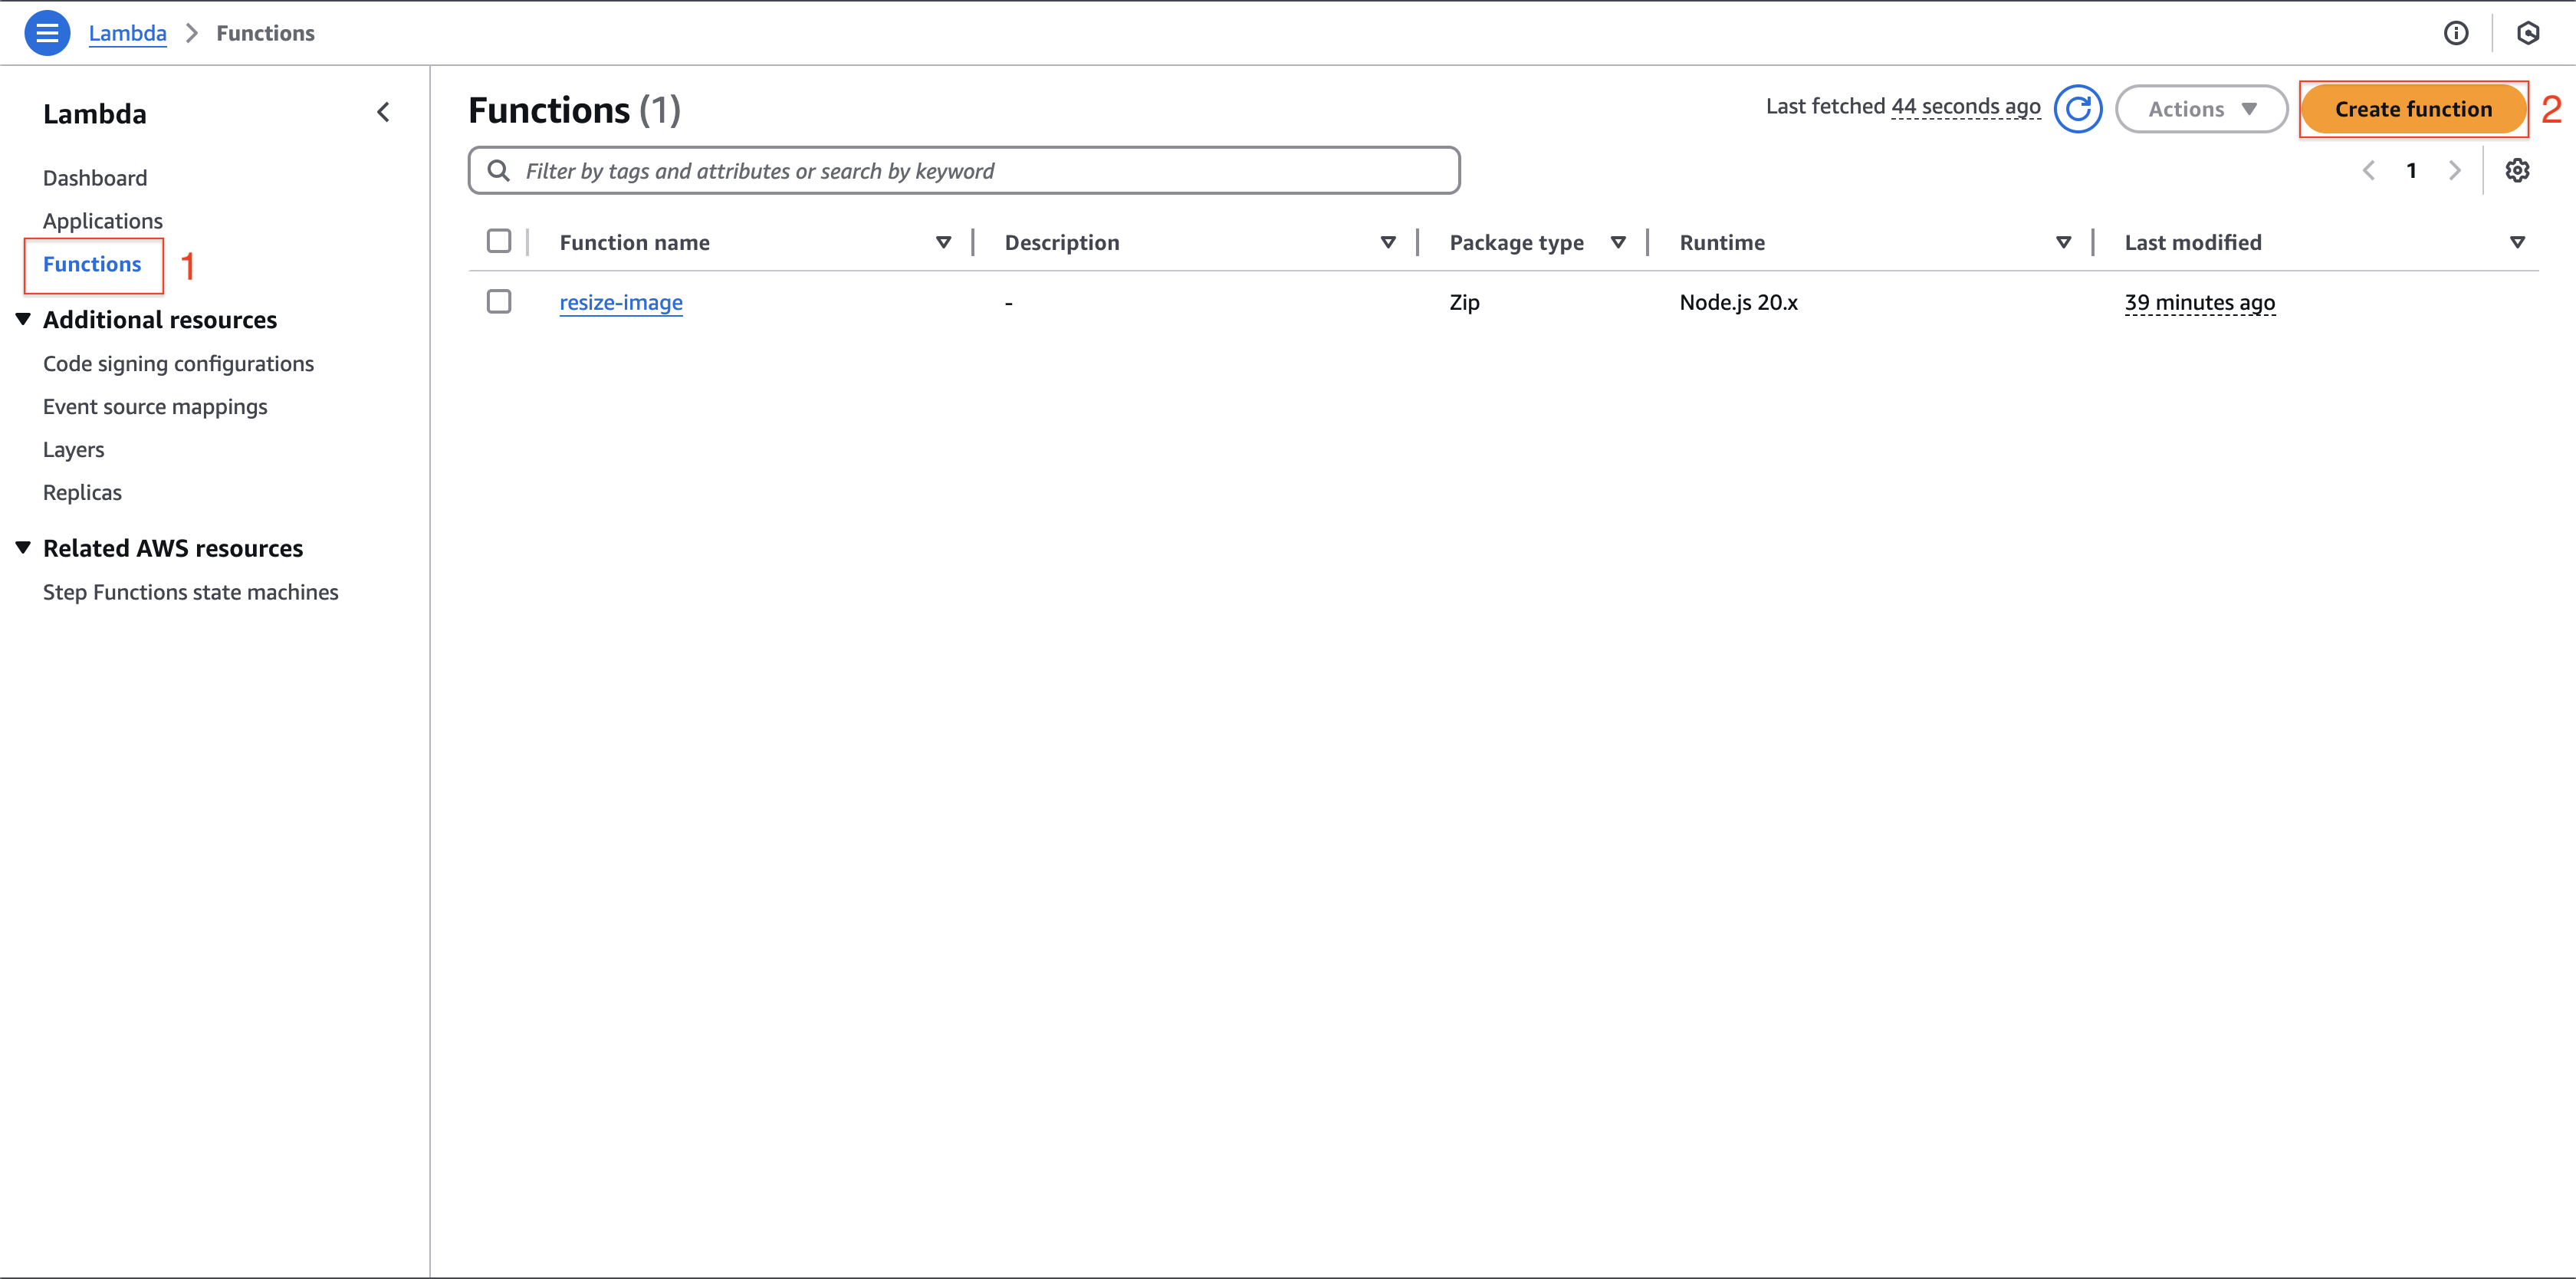 Lambda Functions
Lambda
Dashboard
Applications
Functions 1
Additional resources
Code signing configurations
Event source mappings
Layers
Replicas
Related AWS resources
Step Functions state machines
Functions (1)
Last fetched 44 seconds ago Actions Create function 2
Filter by tags and attributes or search by keyword 1
Function name Description Package type Runtime Last modified
resize-image - Zip Node.js 20.x 39 minutes ago